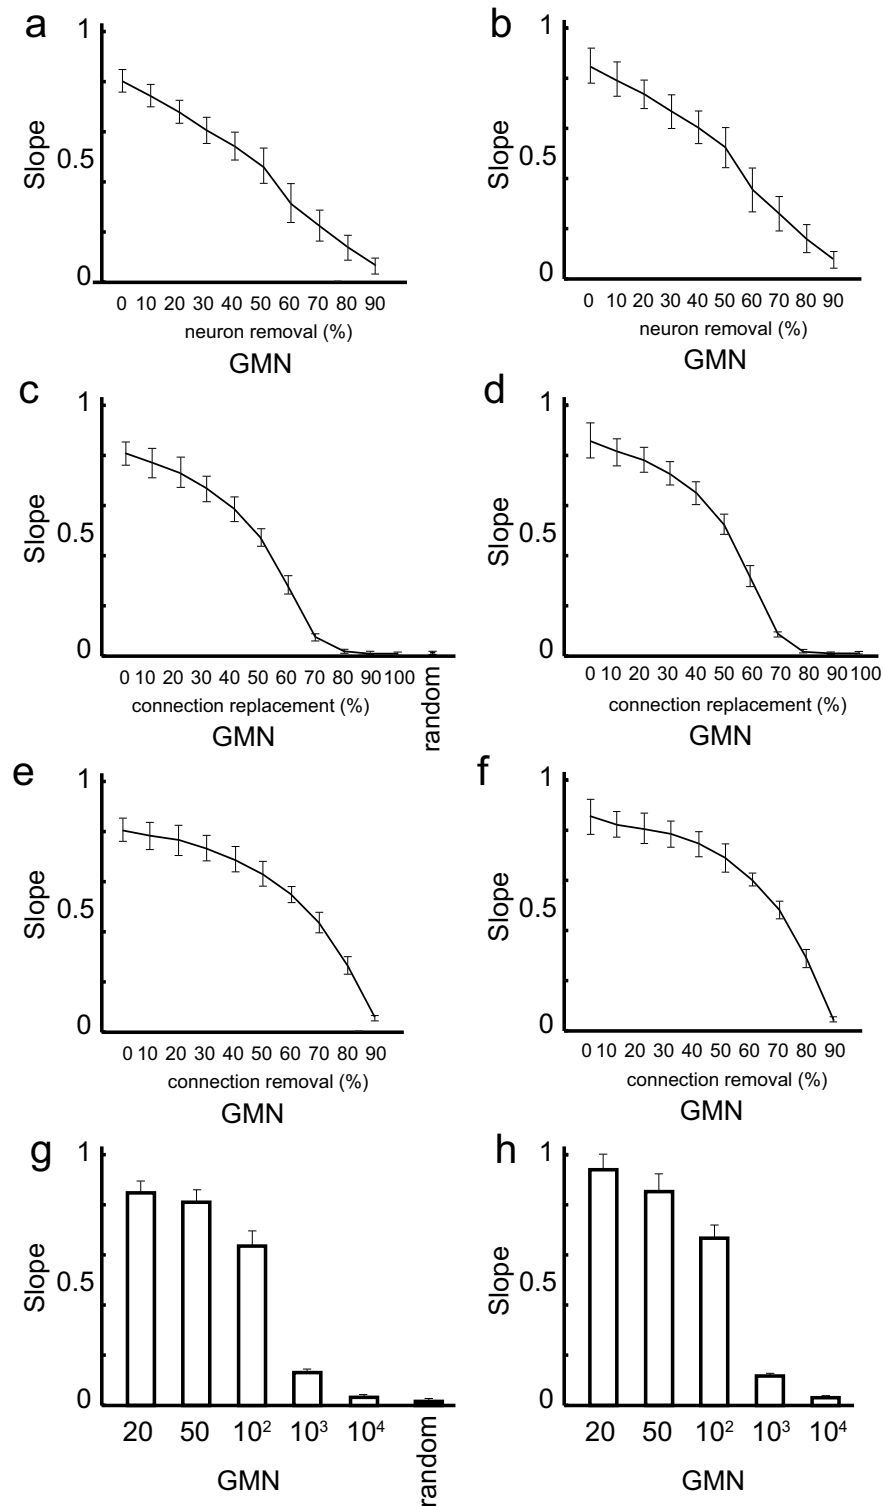 a
1
Slope
0.5
0
0 10 20 30 40 50 60 70 80 90
neuron removal (%)
GMN
b
1
Slope
0.5
0
0 10 20 30 40 50 60 70 80 90
neuron removal (%)
GMN
c
1
Slope
0.5
0
0 10 20 30 40 50 60 70 80 90 100
random
connection replacement (%)
GMN
d
1
Slope
0.5
0
0 10 20 30 40 50 60 70 80 90 100
connection replacement (%)
GMN
e
1
Slope
0.5
0
0 10 20 30 40 50 60 70 80 90
connection removal (%)
GMN
f
1
Slope
0.5
0
0 10 20 30 40 50 60 70 80 90
connection removal (%)
GMN
g
1
Slope
0.5
0
20 50 10² 10³ 10⁴
random
GMN
h
1
Slope
0.5
0
20 50 10² 10³ 10⁴
GMN